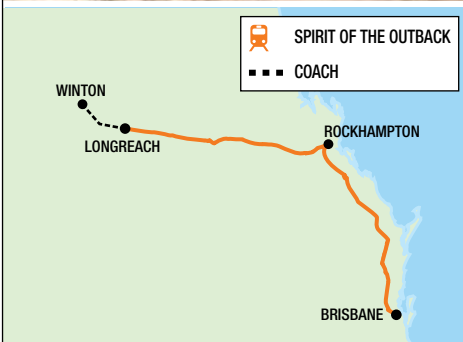 SPIRIT OF THE OUTBACK
COACH
WINTON
LONGREACH
ROCKHAMPTON
BRISBANE